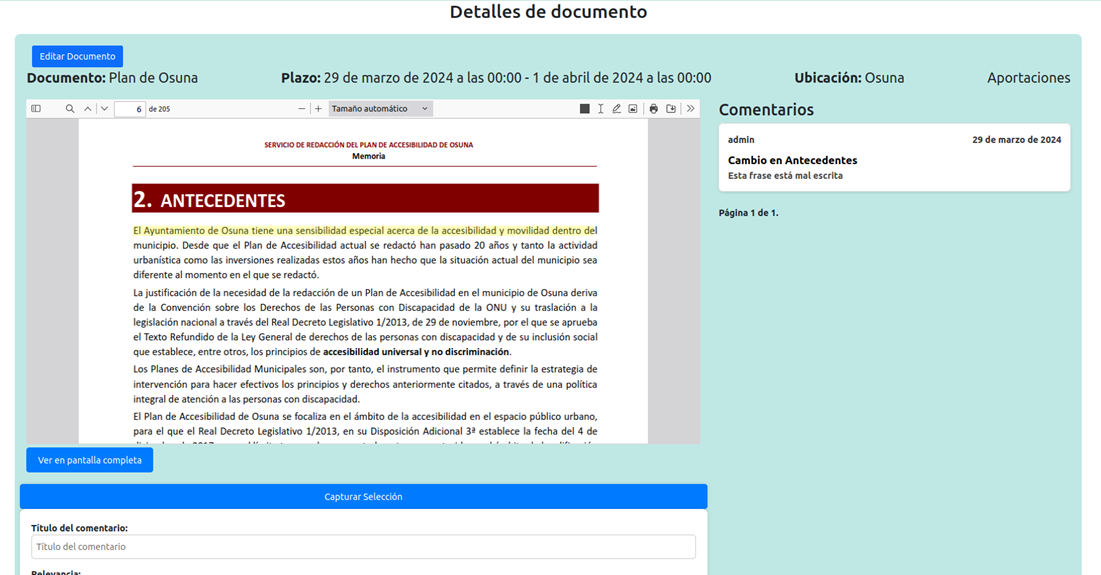 Detalles de documento
Editar Documento
Documento: Plan de Osuna
Plazo: 29 de marzo de 2024 a las 00:00 - 1 de abril de 2024 a las 00:00
Ubicación: Osuna
Aportaciones
6 de 205
Tamaño automático
SERVICIO DE REDACCIÓN DEL PLAN DE ACCESIBILIDAD DE OSUNA
Memoria
2. ANTECEDENTES
El Ayuntamiento de Osuna tiene una sensibilidad especial acerca de la accesibilidad y movilidad dentro del
municipio. Desde que el Plan de Accesibilidad actual se redactó han pasado 20 años y tanto la actividad
urbanística como las inversiones realizadas estos años han hecho que la situación actual del municipio sea
diferente al momento en el que se redactó.
La justificación de la necesidad de la redacción de un Plan de Accesibilidad en el municipio de Osuna deriva
de la Convención sobre los Derechos de las Personas con Discapacidad de la ONU y su traslación a la
legislación nacional a través del Real Decreto Legislativo 1/2013, de 29 de noviembre, por el que se aprueba
el Texto Refundido de la Ley General de derechos de las personas con discapacidad y de su inclusión social
que establece, entre otros, los principios de accesibilidad universal y no discriminación.
Los Planes de Accesibilidad Municipales son, por tanto, el instrumento que permite definir la estrategia de
intervención para hacer efectivos los principios y derechos anteriormente citados, a través de una política
integral de atención a las personas con discapacidad.
El Plan de Accesibilidad de Osuna se focaliza en el ámbito de la accesibilidad en el espacio público urbano,
para el que el Real Decreto Legislativo 1/2013, en su Disposición Adicional 3ª establece la fecha del 4 de
Ver en pantalla completa
Capturar Selección
Título del comentario:
Título del comentario
Relevancia:
Comentarios
admin
29 de marzo de 2024
Cambio en Antecedentes
Esta frase está mal escrita
Página 1 de 1.